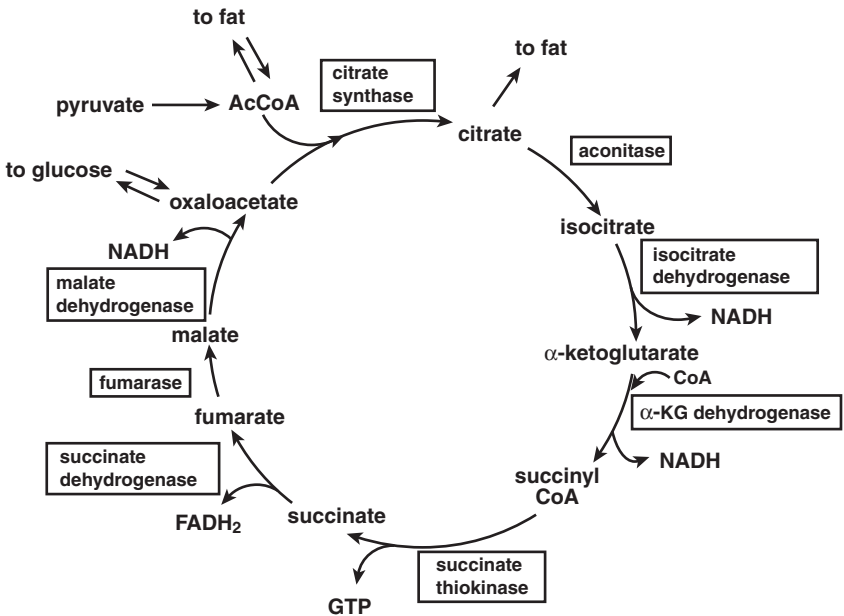 to fat
to fat
citrate
synthase
pyruvate
AcCoA
citrate
aconitase
to glucose
oxaloacetate
isocitrate
NADH
isocitrate
dehydrogenase
malate
dehydrogenase
NADH
malate
α-ketoglutarate
CoA
fumarase
α-KG dehydrogenase
fumarate
succinate
dehydrogenase
NADH
succinyl
CoA
FADH₂
succinate
succinate
thiokinase
GTP